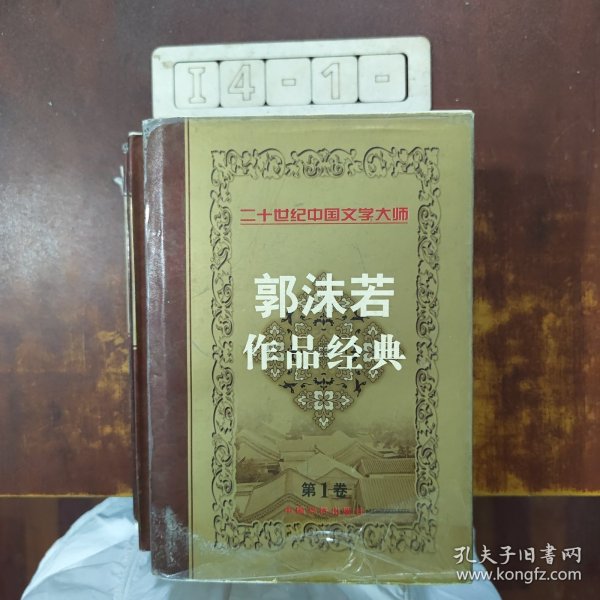 I4-1-
二十世纪中国文学大师
郭沫若
作品经典
第1卷
孔夫子旧书网
www.kongfz.com